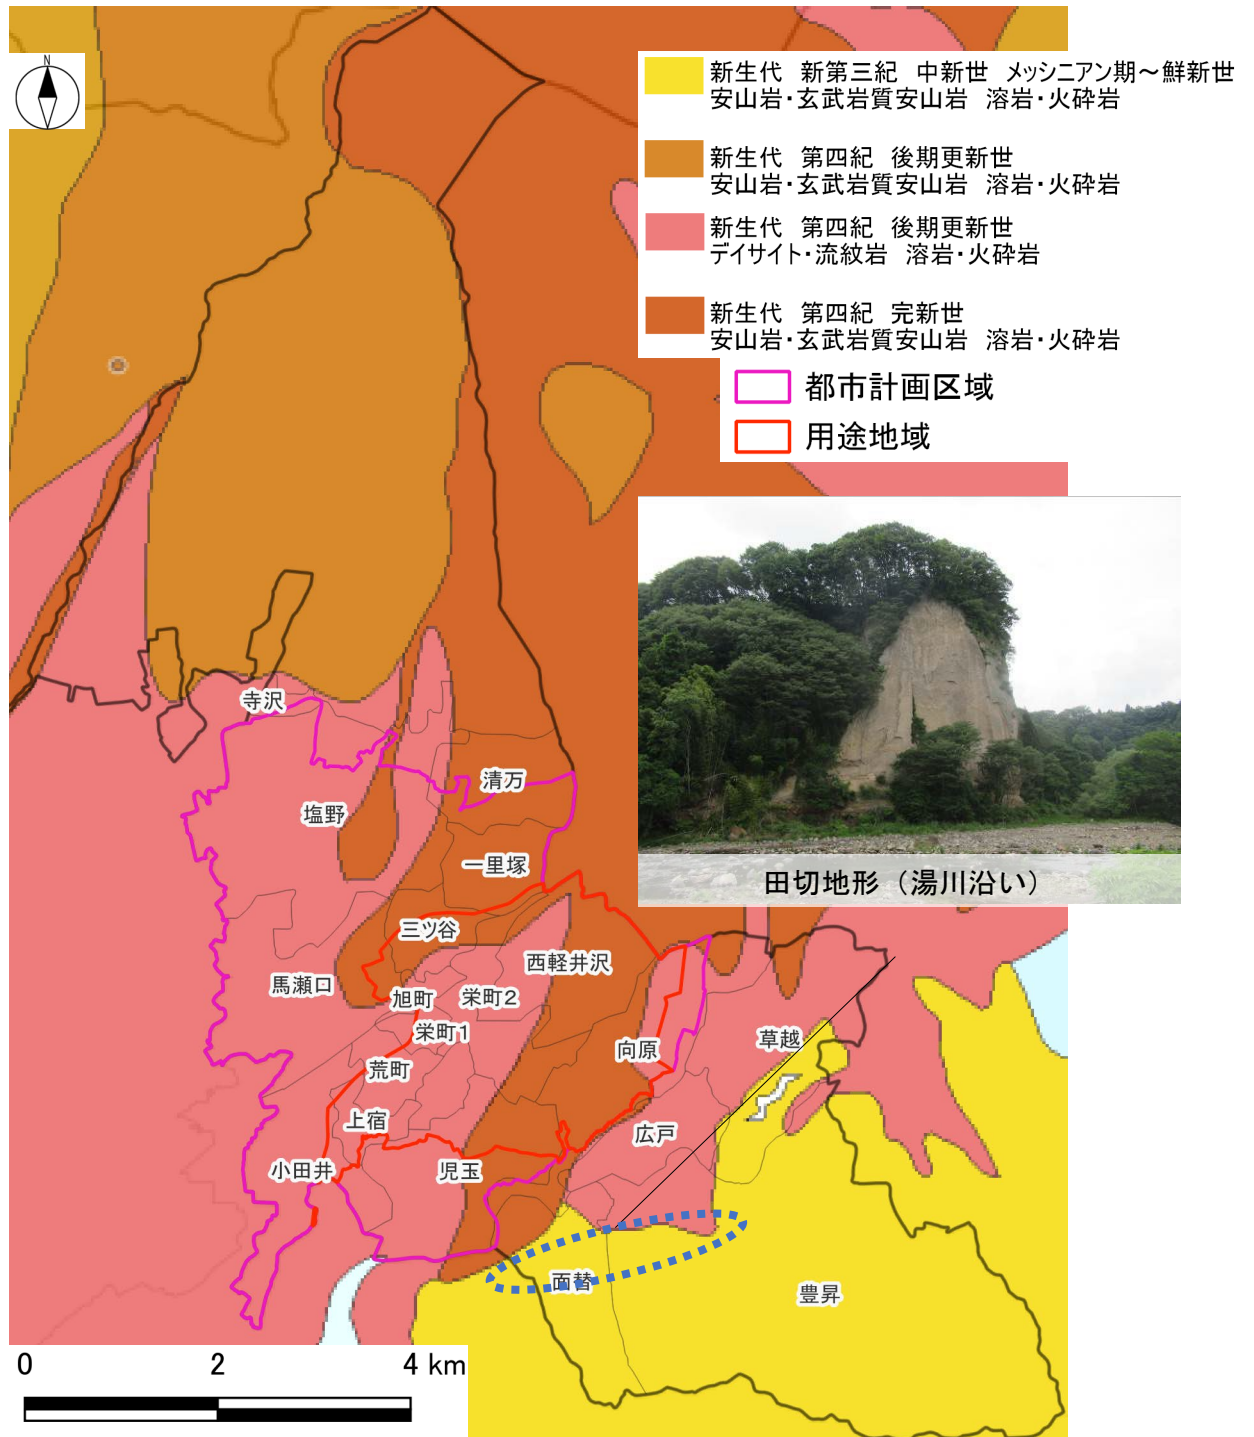 N
新生代 新第三紀 中新世 メッシニアン期～鮮新世
安山岩・玄武岩質安山岩 溶岩・火砕岩
新生代 第四紀 後期更新世
安山岩・玄武岩質安山岩 溶岩・火砕岩
新生代 第四紀 後期更新世
デイサイト・流紋岩 溶岩・火砕岩
新生代 第四紀 完新世
安山岩・玄武岩質安山岩 溶岩・火砕岩
都市計画区域
用途地域
田切地形（湯川沿い）
寺沢
清万
塩野
一里塚
三ツ谷
西軽井沢
馬瀬口
旭町
栄町2
栄町1
向原
草越
荒町
上宿
広戸
小田井
児玉
面替
豊昇
0 2 4 km